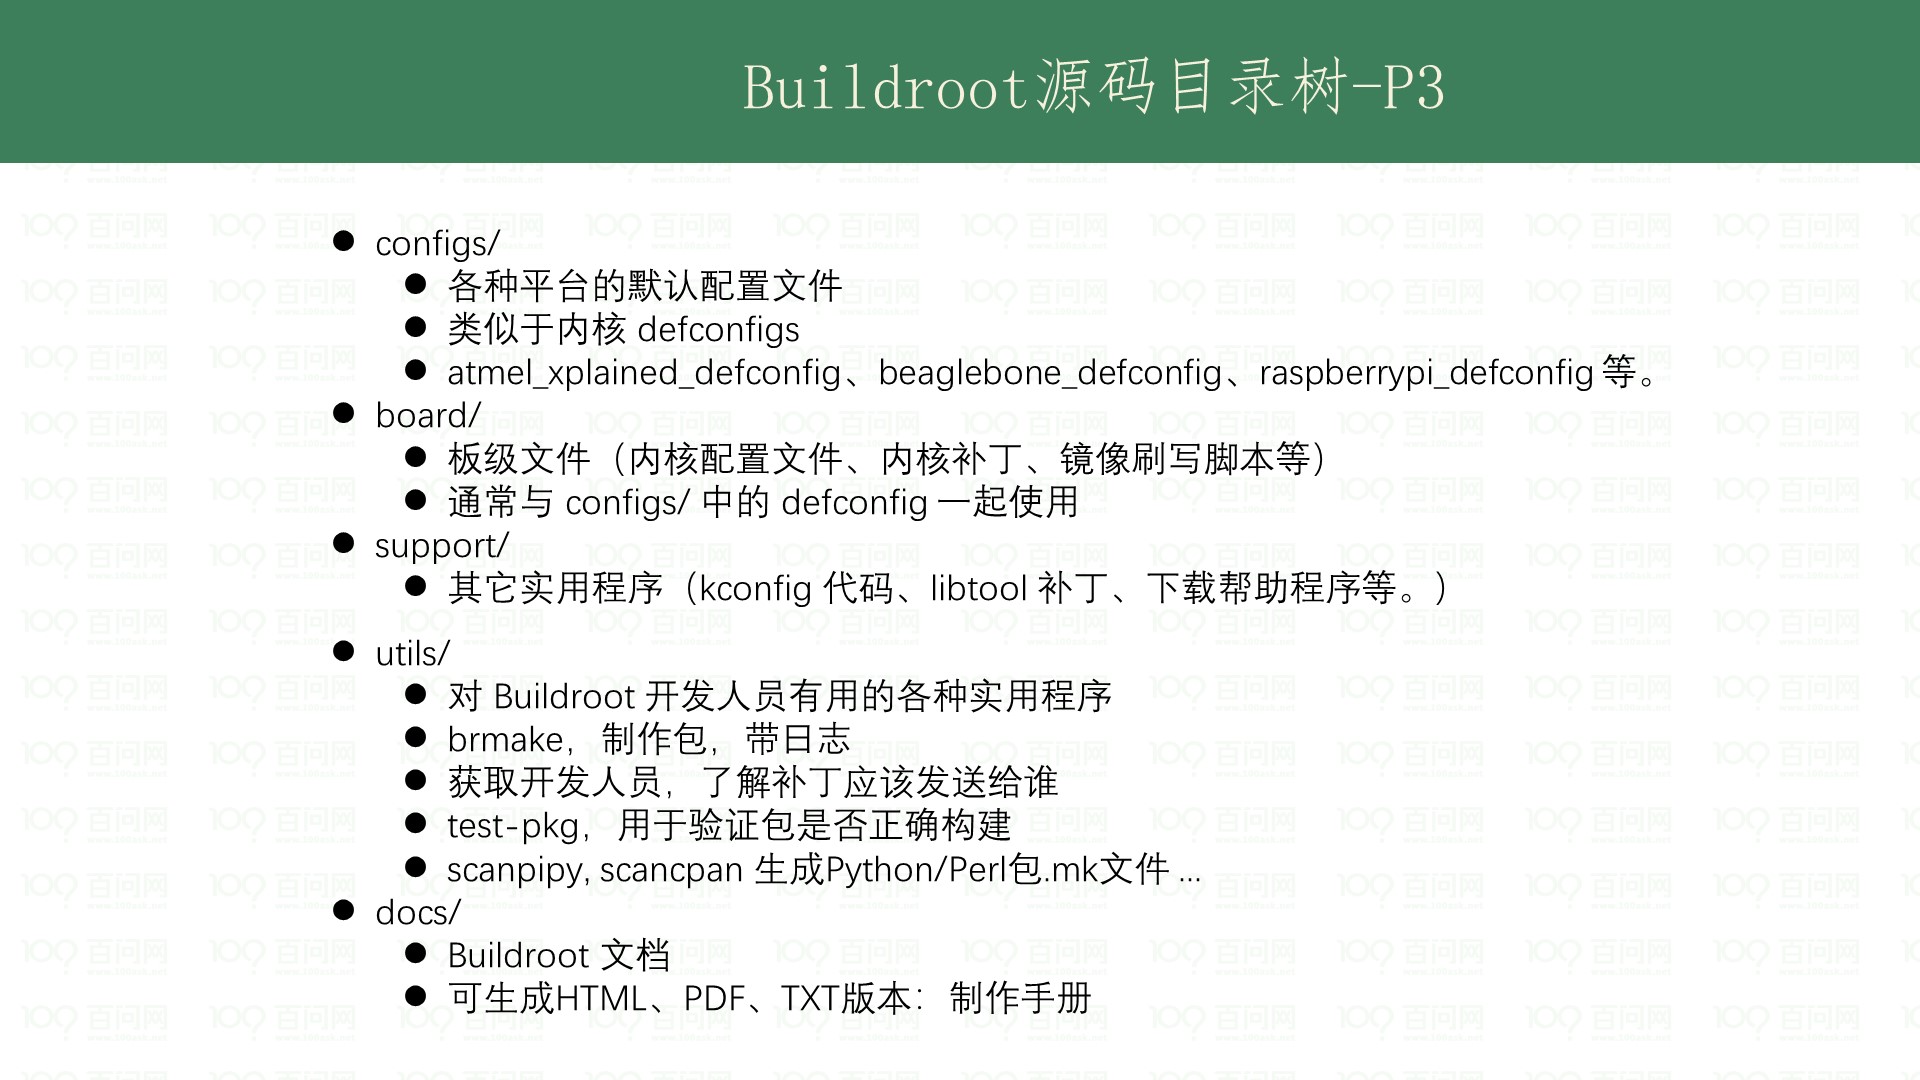 Buildroot源码目录树-P3
configs/
各种平台的默认配置文件
类似于内核 defconfigs
atmel_xplained_defconfig、beaglebone_defconfig、raspberrypi_defconfig 等。
board/
板级文件（内核配置文件、内核补丁、镜像刷写脚本等）
通常与 configs/ 中的 defconfig 一起使用
support/
其它实用程序（kconfig 代码、libtool 补丁、下载帮助程序等。）
utils/
对 Buildroot 开发人员有用的各种实用程序
brmake，制作包，带日志
获取开发人员，了解补丁应该发送给谁
test-pkg，用于验证包是否正确构建
scanpipy, scancpan 生成Python/Perl包.mk文件 ...
docs/
Buildroot 文档
可生成HTML、PDF、TXT版本：制作手册